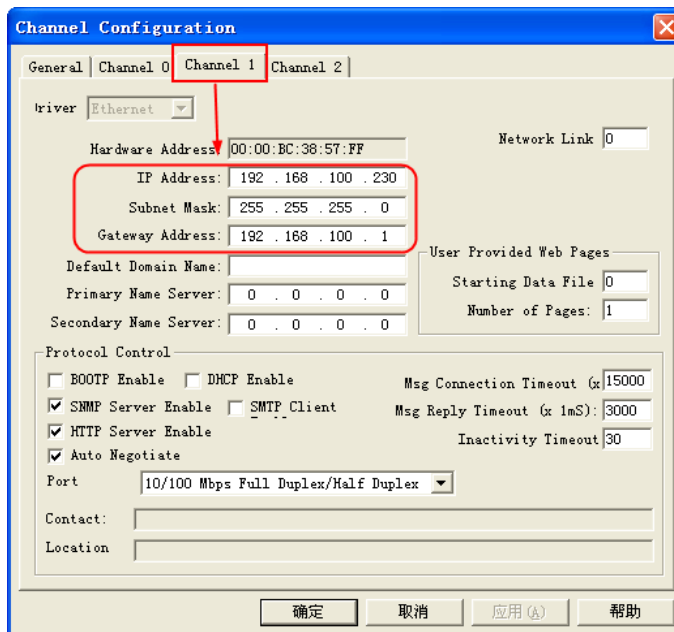 Channel Configuration
General Channel 0 Channel 1 Channel 2
river Ethernet
Hardware Address: 00:00:BC:38:57:FF
Network Link 0
IP Address: 192 . 168 . 100 . 230
Subnet Mask: 255 . 255 . 255 . 0
Gateway Address: 192 . 168 . 100 . 1
Default Domain Name:
Primary Name Server: 0 . 0 . 0 . 0
Secondary Name Server: 0 . 0 . 0 . 0
User Provided Web Pages
Starting Data File 0
Number of Pages: 1
Protocol Control
BOOTP Enable DHCP Enable
SNMP Server Enable SMTP Client
HTTP Server Enable
Auto Negotiate
Msg Connection Timeout (x 15000
Msg Reply Timeout (x 1mS): 3000
Inactivity Timeout 30
Port 10/100 Mbps Full Duplex/Half Duplex
Contact:
Location
确定 取消 应用(A) 帮助